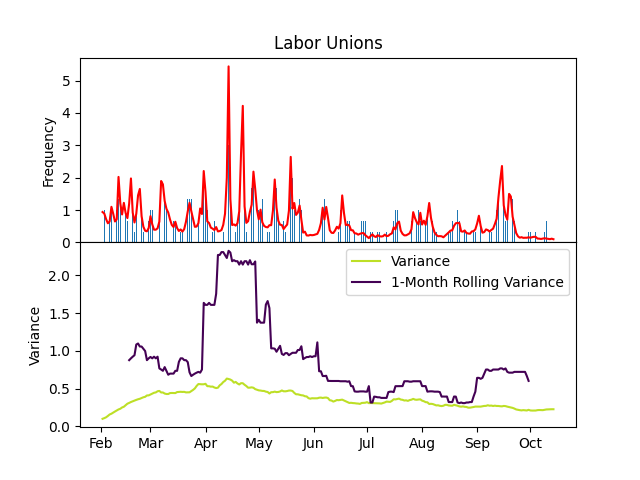 Labor Unions
Frequency
5
4
3
2
1
0
Variance
1-Month Rolling Variance
Variance
2.0
1.5
1.0
0.5
0.0
Feb Mar Apr May Jun Jul Aug Sep Oct